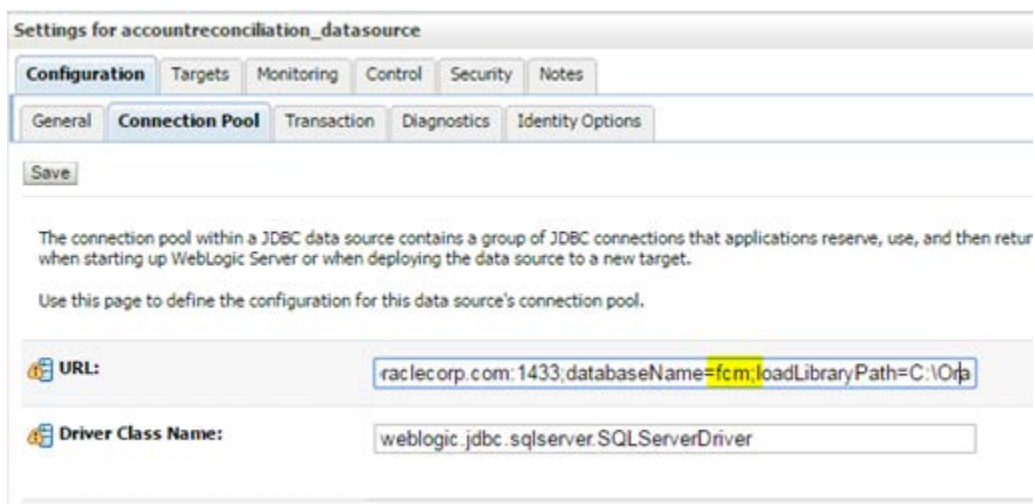 Settings for accountreconciliation_datasource
Configuration Targets Monitoring Control Security Notes
General Connection Pool Transaction Diagnostics Identity Options
Save
The connection pool within a JDBC data source contains a group of JDBC connections that applications reserve, use, and then retur
when starting up WebLogic Server or when deploying the data source to a new target.
Use this page to define the configuration for this data source's connection pool.
URL: raclecorp.com:1433;databaseName=fcm;loadLibraryPath=C:\Ora
Driver Class Name: weblogic.jdbc.sqlserver.SQLServerDriver